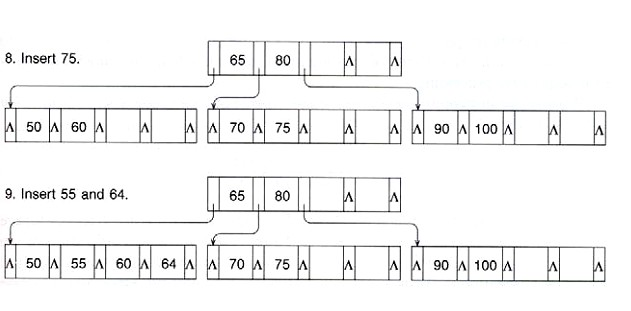 65 80 Λ Λ
8. Insert 75.
Λ 50 Λ 60 Λ Λ Λ Λ 70 Λ 75 Λ Λ Λ Λ 90 Λ 100 Λ Λ Λ
9. Insert 55 and 64.
65 80 Λ Λ
Λ 50 Λ 55 Λ 60 Λ 64 Λ Λ 70 Λ 75 Λ Λ Λ Λ 90 Λ 100 Λ Λ Λ